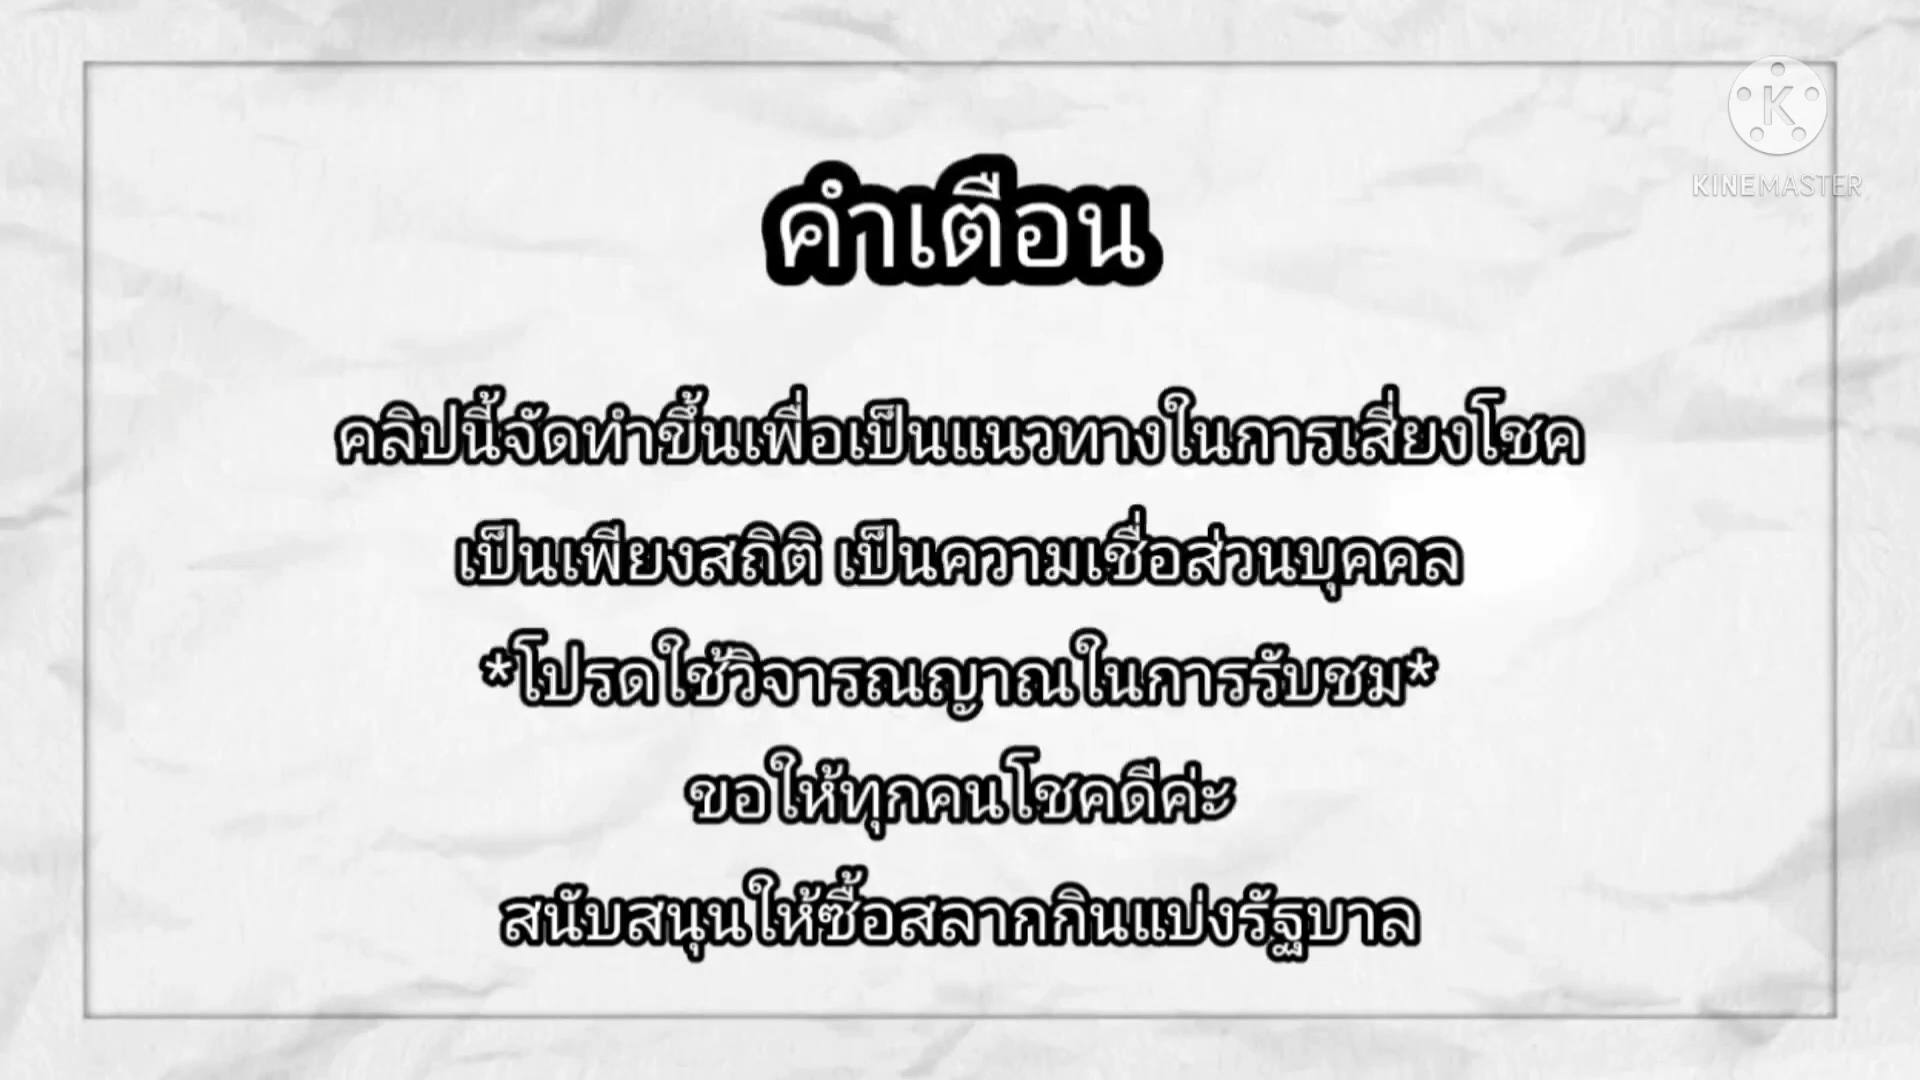 KINEMASTER
คำเตือน
คลิปนี้จัดทำขึ้นเพื่อเป็นแนวทางในการเสี่ยงโชค
เป็นเพียงสถิติ เป็นความเชื่อส่วนบุคคล
*โปรดใช้วิจารณญาณในการรับชม*
ขอให้ทุกคนโชคดีค่ะ
สนับสนุนให้ซื้อสลากกินแบ่งรัฐบาล